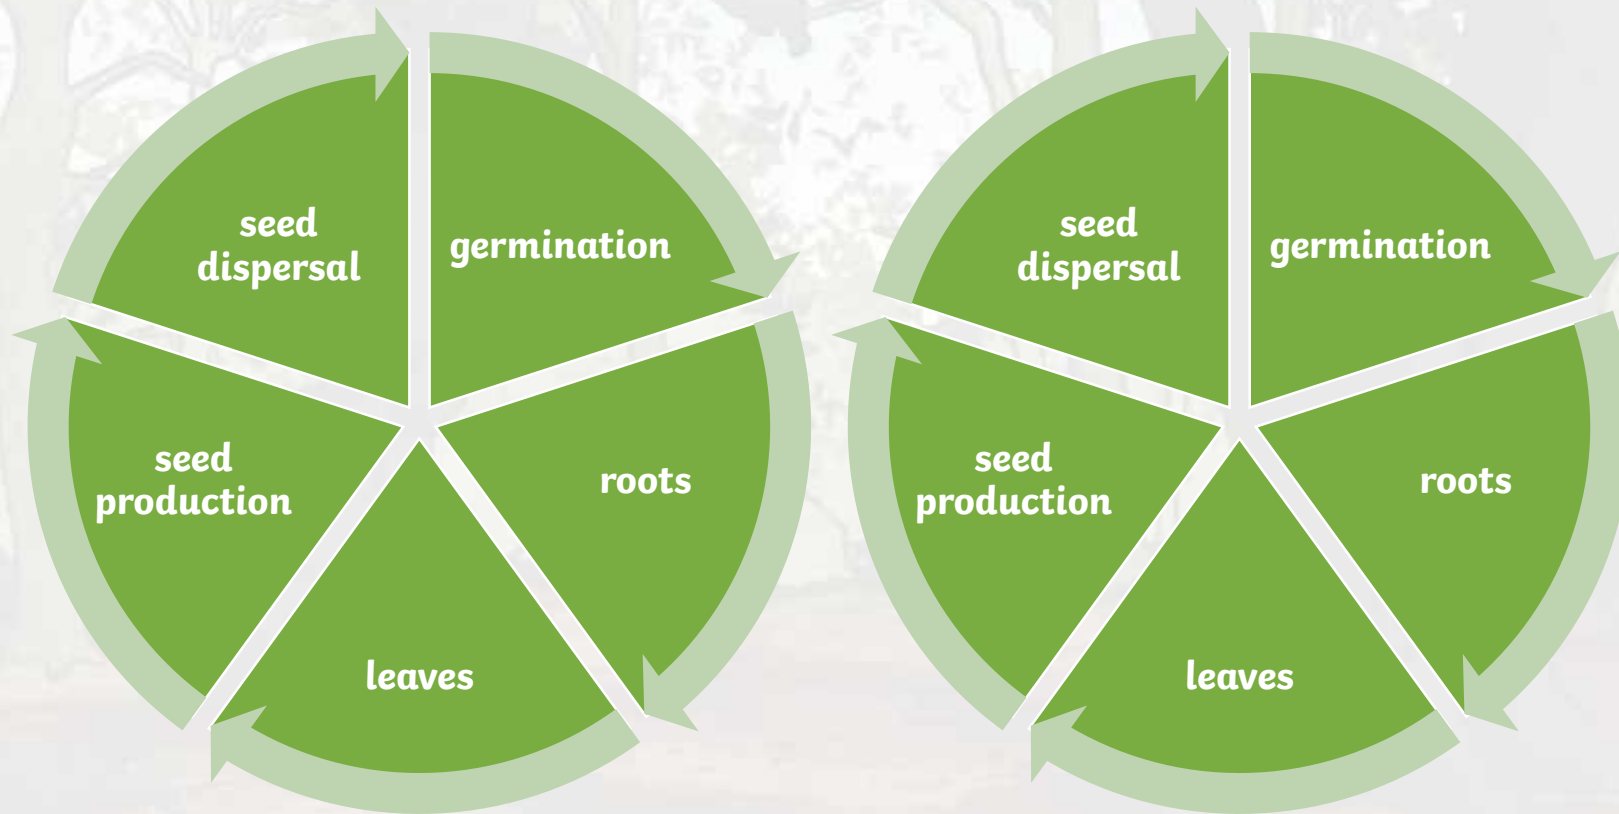 seed
dispersal
germination
roots
leaves
seed
production
seed
dispersal
germination
roots
leaves
seed
production